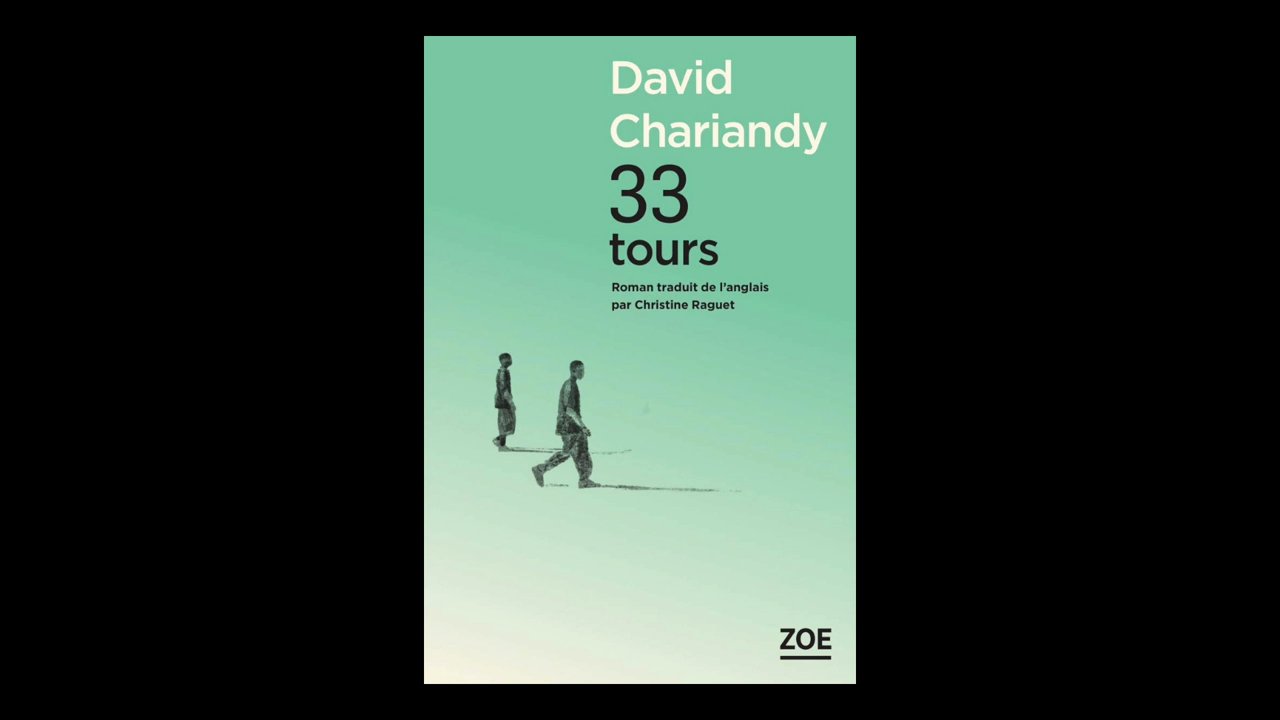 David
Chariandy
33
tours
Roman traduit de l’anglais
par Christine Raguet
ZOE